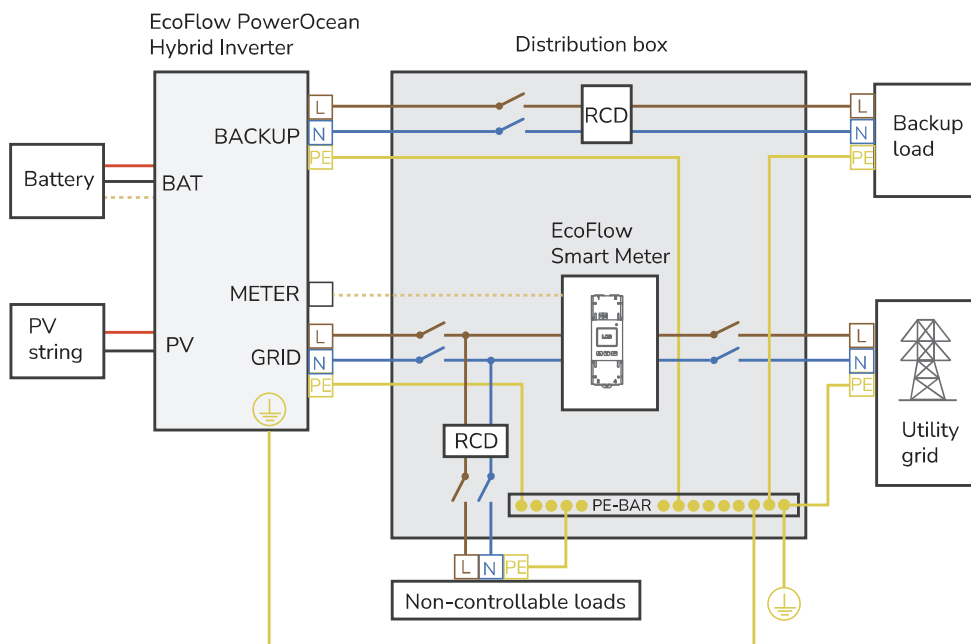 EcoFlow PowerOcean
Hybrid Inverter
Distribution box
L
N
PE
BACKUP
RCD
L
N
PE
Backup
load
Battery
BAT
EcoFlow
Smart Meter
METER
PV
string
PV
L
N
PE
GRID
L
N
PE
RCD
Utility
grid
PE-BAR
L
N
PE
Non-controllable loads